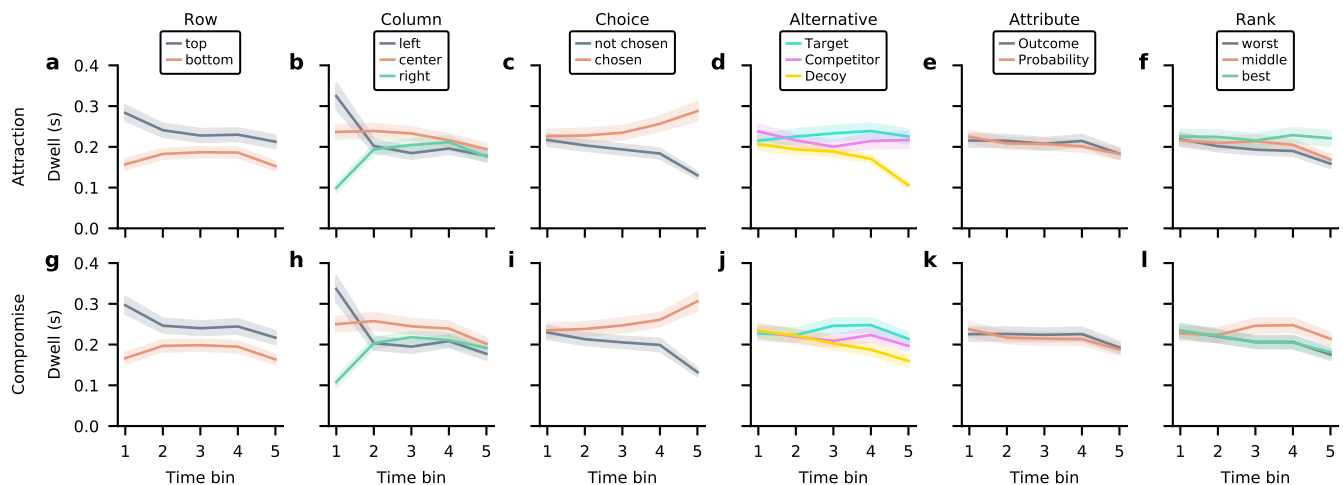 Row Column Choice Alternative Attribute Rank
top
bottom
left
center
right
not chosen
chosen
Target
Competitor
Decoy
Outcome
Probability
worst
middle
best
a b c d e f
Attraction
Dwell (s)
0.4
0.3
0.2
0.1
0.0
g h i j k l
Compromise
Dwell (s)
0.4
0.3
0.2
0.1
0.0
1 2 3 4 5 1 2 3 4 5 1 2 3 4 5 1 2 3 4 5 1 2 3 4 5 1 2 3 4 5
Time bin Time bin Time bin Time bin Time bin Time bin